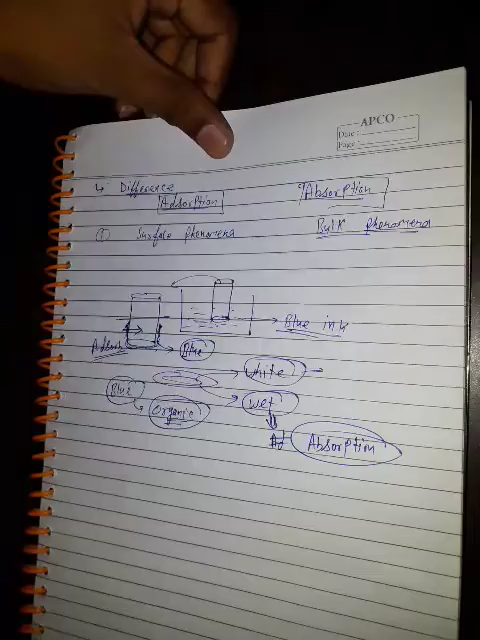 APCO
Date :
Page :
↳ Difference
Adsorption Absorption
① Surface phenomena Bulk phenomena
→ Blue ink
→ Blue
→ white →
Blue → wet
Organic
Ad Absorption